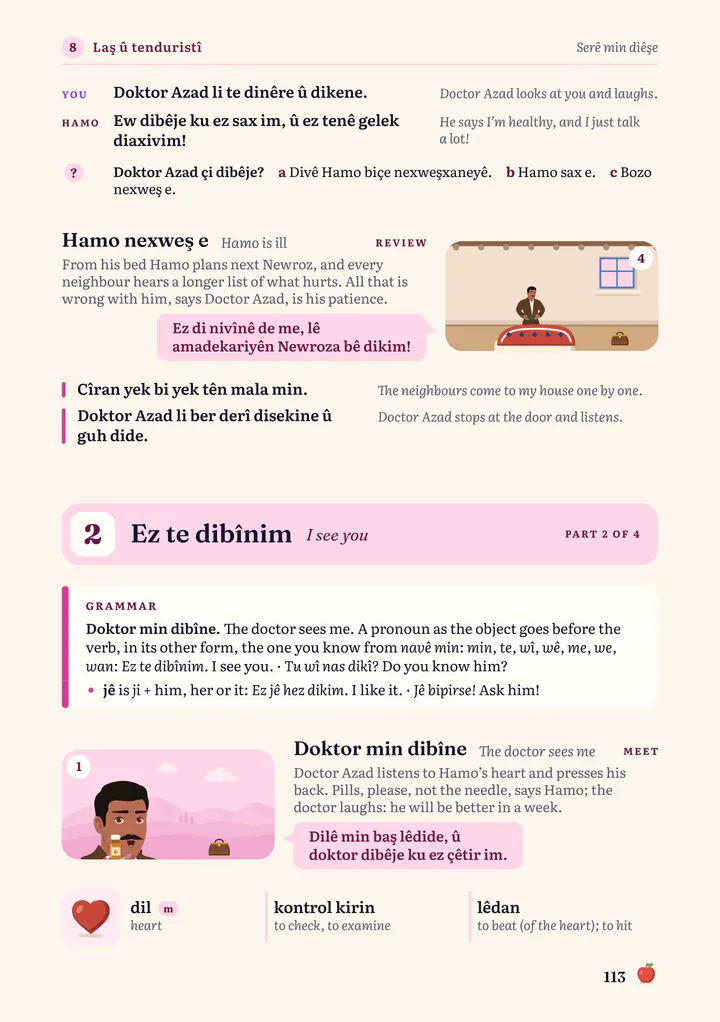 8 Laş û tenduristî Serê min diêşe
YOU Doktor Azad li te dinêre û dikene. Doctor Azad looks at you and laughs.
HAMO Ew dibêje ku ez sax im, û ez tenê gelek He says I’m healthy, and I just talk
diaxivim! a lot!
? Doktor Azad çi dibêje? a Divê Hamo biçe nexweşxaneyê. b Hamo sax e. c Bozo
nexweş e.
Hamo nexweş e Hamo is ill REVIEW
From his bed Hamo plans next Newroz, and every
neighbour hears a longer list of what hurts. All that is
wrong with him, says Doctor Azad, is his patience.
4
Ez di nivînê de me, lê
amadekariyên Newroza bê dikim!
Cîran yek bi yek tên mala min. The neighbours come to my house one by one.
Doktor Azad li ber derî disekine û Doctor Azad stops at the door and listens.
guh dide.
2 Ez te dibînim I see you PART 2 OF 4
GRAMMAR
Doktor min dibîne. The doctor sees me. A pronoun as the object goes before the
verb, in its other form, the one you know from navê min: min, te, wî, wê, me, we,
wan: Ez te dibînim. I see you. · Tu wî nas dikî? Do you know him?
• jê is ji + him, her or it: Ez jê hez dikim. I like it. · Jê bipirse! Ask him!
1
Doktor min dibîne The doctor sees me MEET
Doctor Azad listens to Hamo’s heart and presses his
back. Pills, please, not the needle, says Hamo; the
doctor laughs: he will be better in a week.
Dilê min baş lêdide, û
doktor dibêje ku ez çêtir im.
dil m kontrol kirin lêdan
heart to check, to examine to beat (of the heart); to hit
113